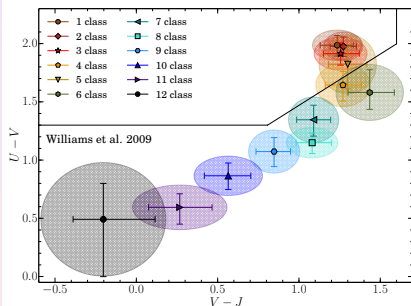 1 class
2 class
3 class
4 class
5 class
6 class
7 class
8 class
9 class
10 class
11 class
12 class
Williams et al. 2009
U − V
2.0
1.5
1.0
0.5
0.0
−0.5
0.0
0.5
1.0
1.5
V − J